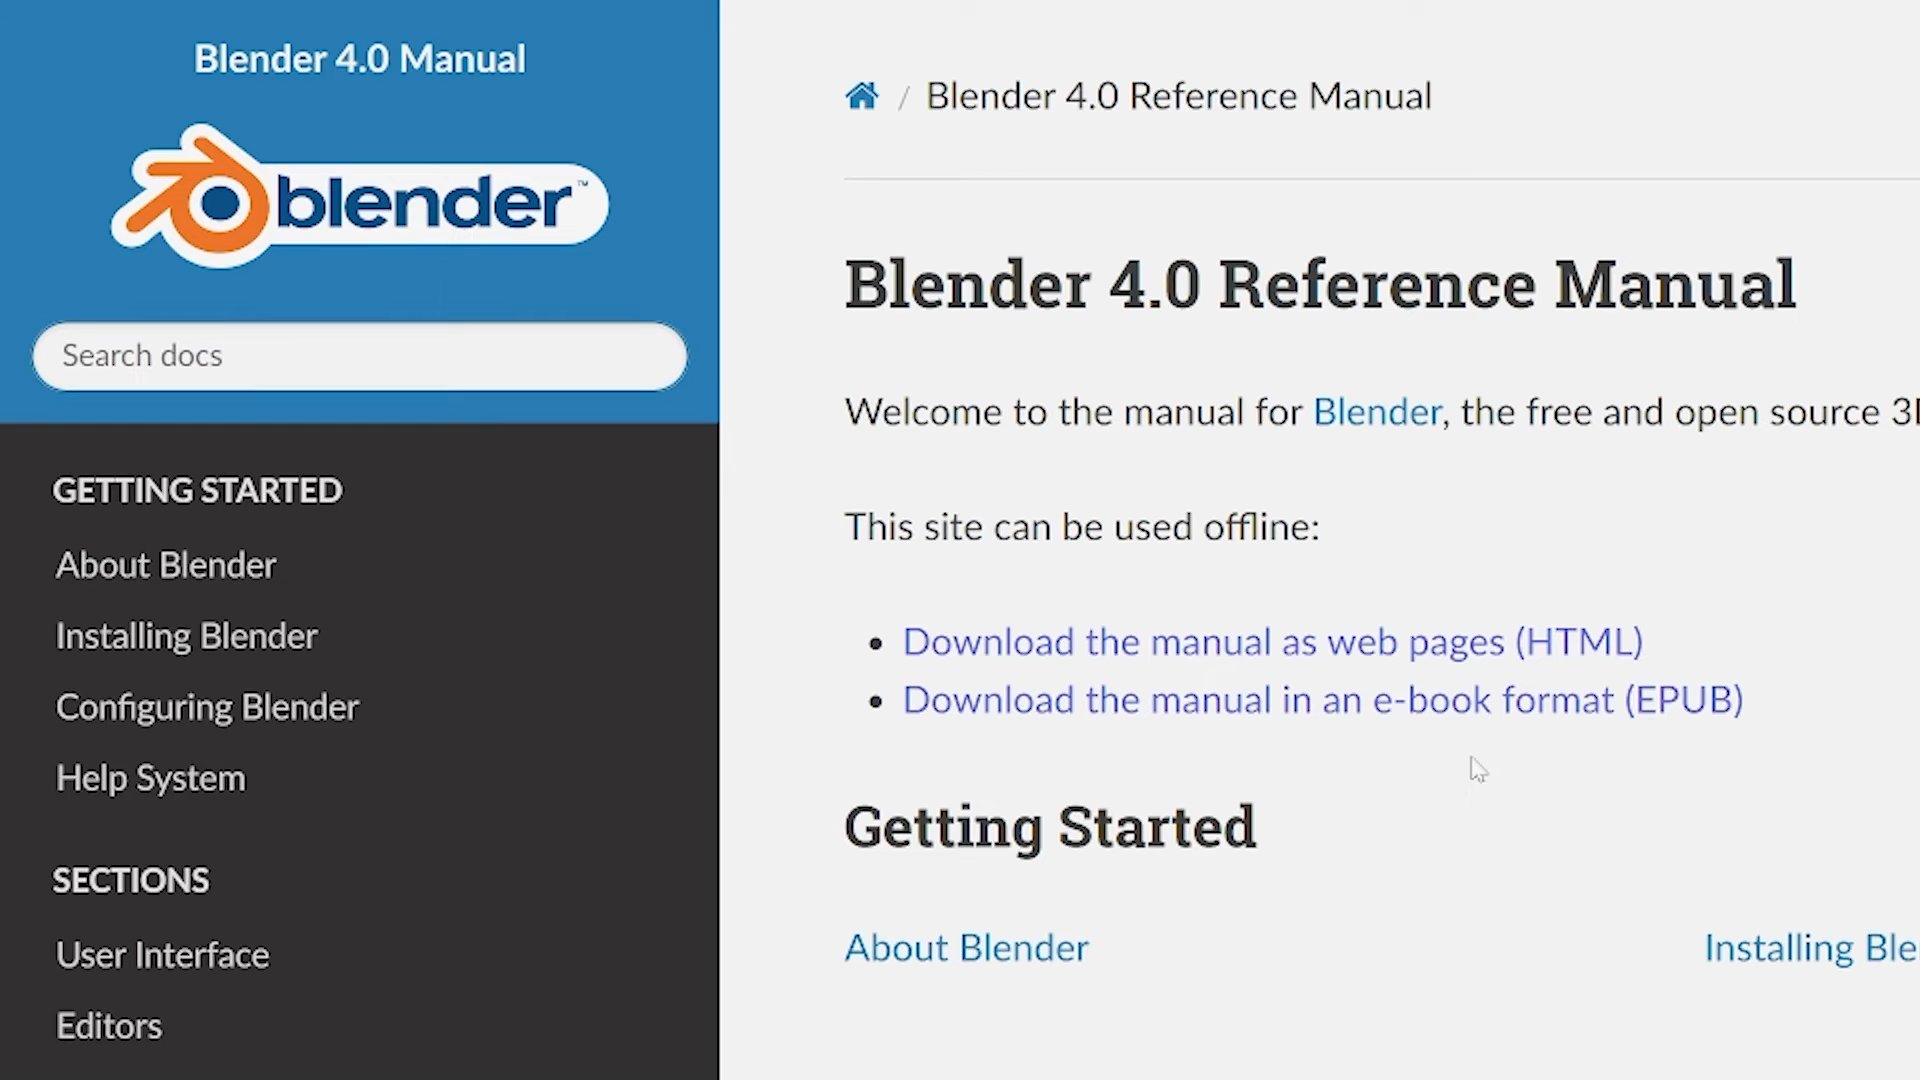 Blender 4.0 Manual
blender™
Search docs
GETTING STARTED
About Blender
Installing Blender
Configuring Blender
Help System
SECTIONS
User Interface
Editors
/ Blender 4.0 Reference Manual
Blender 4.0 Reference Manual
Welcome to the manual for Blender, the free and open source
This site can be used offline:
• Download the manual as web pages (HTML)
• Download the manual in an e-book format (EPUB)
Getting Started
About Blender
Installing